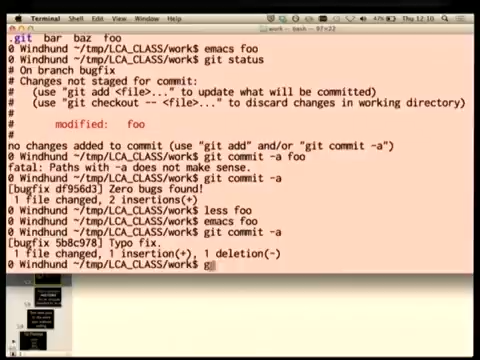 Terminal Shell Edit View Window Help 47% Thu 12:10
work — bash — 97×22
.git bar baz foo
0 Windhund ~/tmp/LCA_CLASS/work$ emacs foo
0 Windhund ~/tmp/LCA_CLASS/work$ git status
# On branch bugfix
# Changes not staged for commit:
#   (use "git add <file>..." to update what will be committed)
#   (use "git checkout -- <file>..." to discard changes in working directory)
#
#       modified:   foo
#
no changes added to commit (use "git add" and/or "git commit -a")
0 Windhund ~/tmp/LCA_CLASS/work$ git commit -a foo
fatal: Paths with -a does not make sense.
0 Windhund ~/tmp/LCA_CLASS/work$ git commit -a
[bugfix df956d3] Zero bugs found!
 1 file changed, 2 insertions(+)
0 Windhund ~/tmp/LCA_CLASS/work$ less foo
0 Windhund ~/tmp/LCA_CLASS/work$ emacs foo
0 Windhund ~/tmp/LCA_CLASS/work$ git commit -a
[bugfix 5b8c978] Typo fix.
 1 file changed, 1 insertion(+), 1 deletion(-)
0 Windhund ~/tmp/LCA_CLASS/work$ g